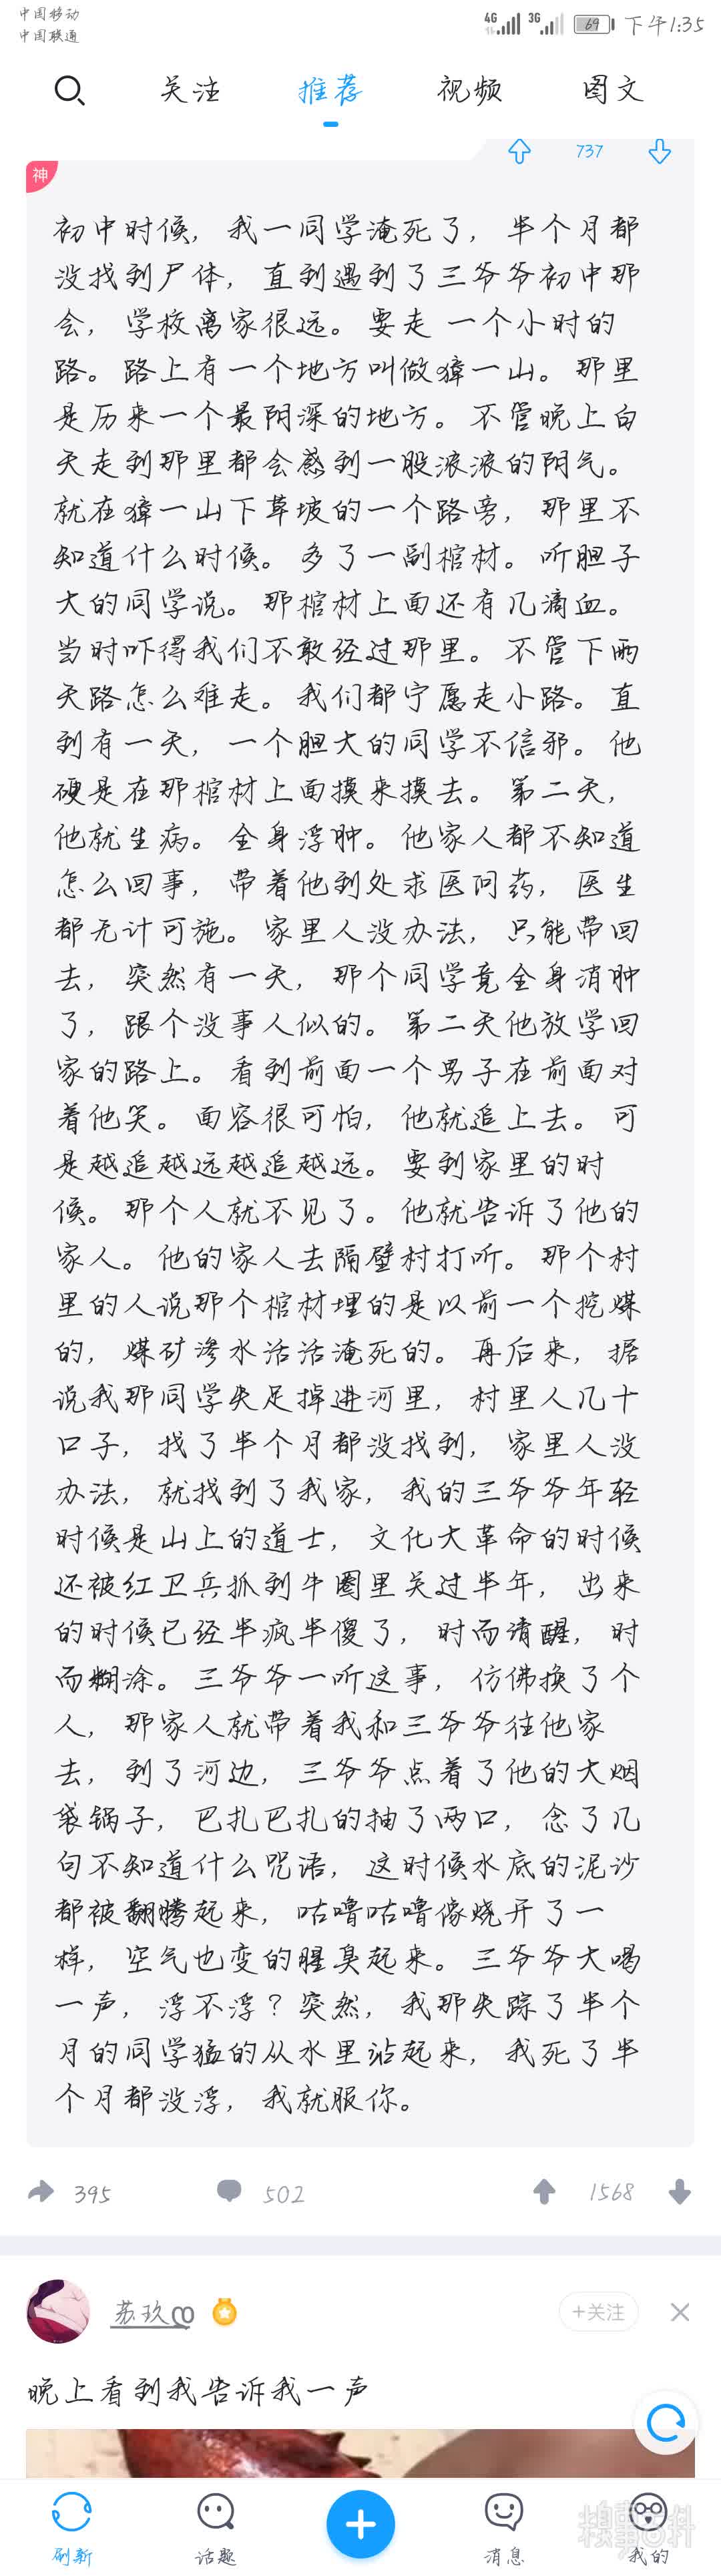 中国移动
中国联通
4G 3G 69 下午1:35
关注 推荐 视频 图文
神 737
初中时候，我一同学淹死了，半个月都
没找到尸体，直到遇到了三爷爷初中那
会，学校离家很远。要走 一个小时的
路。路上有一个地方叫做獐一山。那里
是历来一个最阴深的地方。不管晚上白
天走到那里都会感到一股滚滚的阴气。
就在獐一山下草坡的一个路旁，那里不
知道什么时候。多了一副棺材。听胆子
大的同学说。那棺材上面还有几滴血。
当时吓得我们不敢经过那里。不管下雨
天路怎么难走。我们都宁愿走小路。直
到有一天，一个胆大的同学不信邪。他
硬是在那棺材上面摸来摸去。第二天，
他就生病。全身浮肿。他家人都不知道
怎么回事，带着他到处求医问药，医生
都无计可施。家里人没办法，只能带回
去，突然有一天，那个同学竟全身消肿
了，跟个没事人似的。第二天他放学回
家的路上。看到前面一个男子在前面对
着他笑。面容很可怕，他就追上去。可
是越追越远越追越远。要到家里的时
候。那个人就不见了。他就告诉了他的
家人。他的家人去隔壁村打听。那个村
里的人说那个棺材埋的是以前一个挖煤
的，煤矿渗水活活淹死的。再后来，据
说我那同学失足掉进河里，村里人几十
口子，找了半个月都没找到，家里人没
办法，就找到了我家，我的三爷爷年轻
时候是山上的道士，文化大革命的时候
还被红卫兵抓到牛圈里关过半年，出来
的时候已经半疯半傻了，时而清醒，时
而糊涂。三爷爷一听这事，仿佛换了个
人，那家人就带着我和三爷爷往他家
去，到了河边，三爷爷点着了他的大烟
袋锅子，巴扎巴扎的抽了两口，念了几
句不知道什么咒语，这时候水底的泥沙
都被翻腾起来，咕噜咕噜像烧开了一
样，空气也变的腥臭起来。三爷爷大喝
一声，浮不浮？突然，我那失踪了半个
月的同学猛的从水里站起来，我死了半
个月都没浮，我就服你。
395 502 1568
苏玖ღ +关注
晚上看到我告诉我一声
刷新 话趣 消息 我的
糗事百科